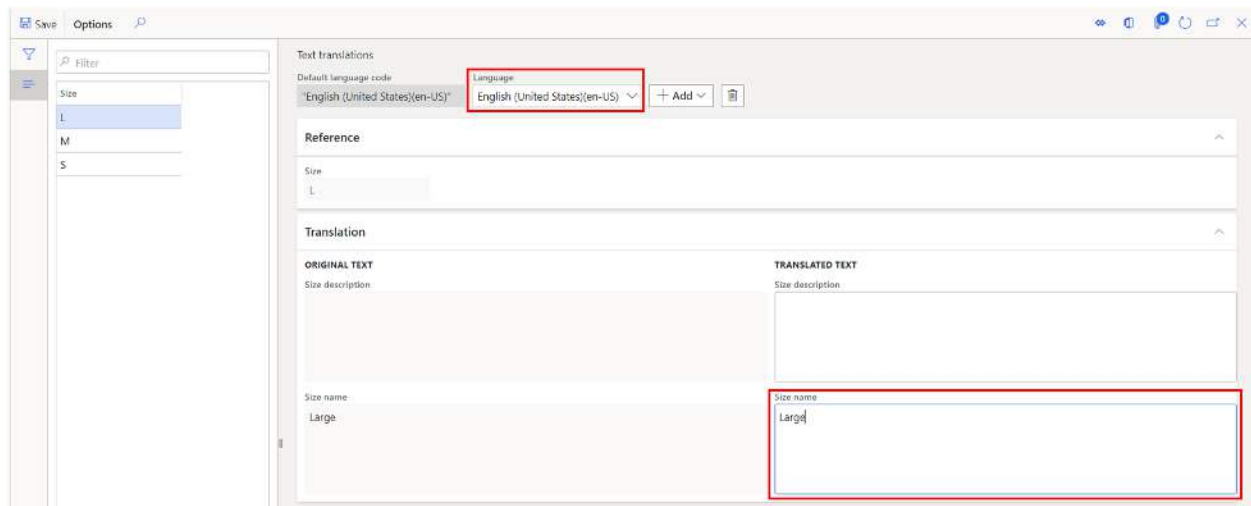 Save Options
0
Filter
Text translations
Default language code Language
"English (United States)(en-US)" English (United States)(en-US) + Add
Size
L
M
S
Reference
Size
L
Translation
ORIGINAL TEXT TRANSLATED TEXT
Size description Size description
Size name Size name
Large Large